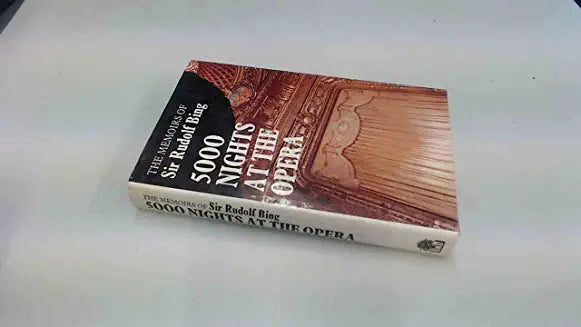 THE MEMOIRS OF
Sir Rudolf Bing
5000
NIGHTS
AT THE
OPERA
THE MEMOIRS OF Sir Rudolf Bing
5000 NIGHTS AT THE OPERA